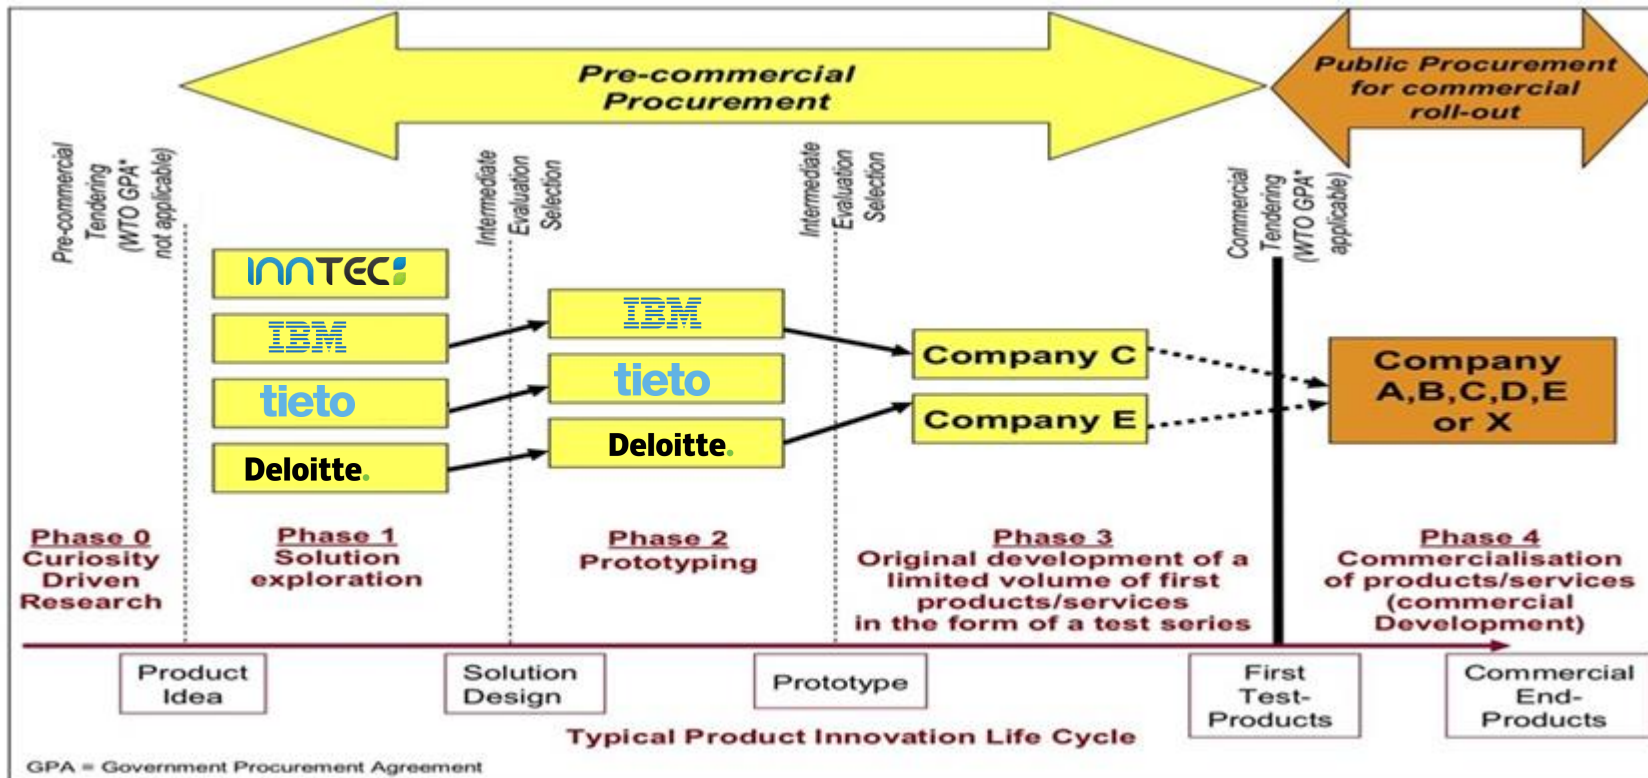 Pre-commercial
Procurement
Public Procurement
for commercial
roll-out
Pre-commercial
Tendering
(WTO GPA*
not applicable)
Intermediate
Evaluation
Selection
Intermediate
Evaluation
Selection
Commercial
Tendering
(WTO GPA*
applicable)
INNTEC
IBM
tieto
Deloitte.
IBM
tieto
Deloitte.
Company C
Company E
Company
A,B,C,D,E
or X
Phase 0
Curiosity
Driven
Research
Phase 1
Solution
exploration
Phase 2
Prototyping
Phase 3
Original development of a
limited volume of first
products/services
in the form of a test series
Phase 4
Commercialisation
of products/services
(commercial
Development)
Product
Idea
Solution
Design
Prototype
First
Test-
Products
Commercial
End-
Products
Typical Product Innovation Life Cycle
GPA = Government Procurement Agreement